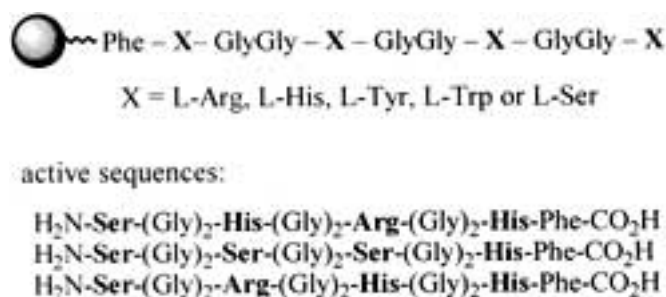 Phe – X – GlyGly – X – GlyGly – X – GlyGly – X
X = L-Arg, L-His, L-Tyr, L-Trp or L-Ser
active sequences:
H₂N-Ser-(Gly)₂-His-(Gly)₂-Arg-(Gly)₂-His-Phe-CO₂H
H₂N-Ser-(Gly)₂-Ser-(Gly)₂-Ser-(Gly)₂-His-Phe-CO₂H
H₂N-Ser-(Gly)₂-Arg-(Gly)₂-His-(Gly)₂-His-Phe-CO₂H